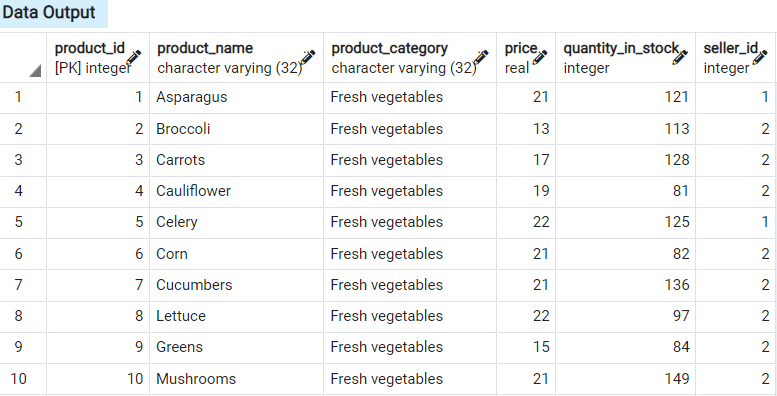 Data Output
product_id product_name product_category price quantity_in_stock seller_id
[PK] integer character varying (32) character varying (32) real integer integer
1 1 Asparagus Fresh vegetables 21 121 1
2 2 Broccoli Fresh vegetables 13 113 2
3 3 Carrots Fresh vegetables 17 128 2
4 4 Cauliflower Fresh vegetables 19 81 2
5 5 Celery Fresh vegetables 22 125 1
6 6 Corn Fresh vegetables 21 82 2
7 7 Cucumbers Fresh vegetables 21 136 2
8 8 Lettuce Fresh vegetables 22 97 2
9 9 Greens Fresh vegetables 15 84 2
10 10 Mushrooms Fresh vegetables 21 149 2